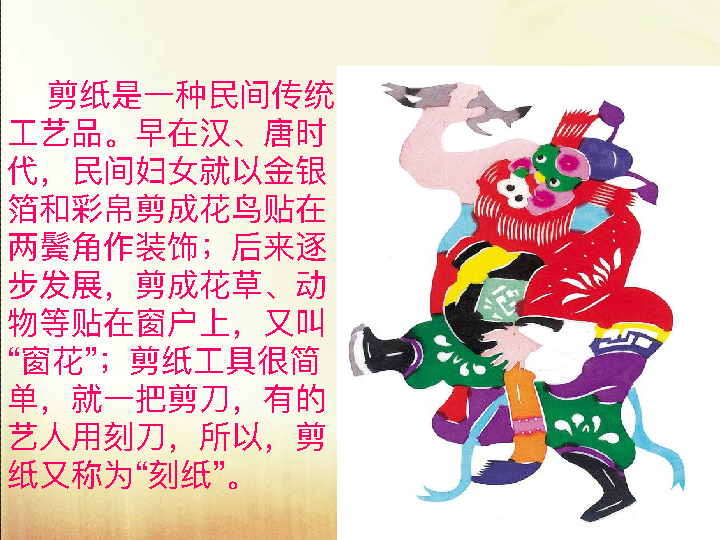 剪纸是一种民间传统
工艺品。早在汉、唐时
代，民间妇女就以金银
箔和彩帛剪成花鸟贴在
两鬓角作装饰；后来逐
步发展，剪成花草、动
物等贴在窗户上，又叫
“窗花”；剪纸工具很简
单，就一把剪刀，有的
艺人用刻刀，所以，剪
纸又称为“刻纸”。